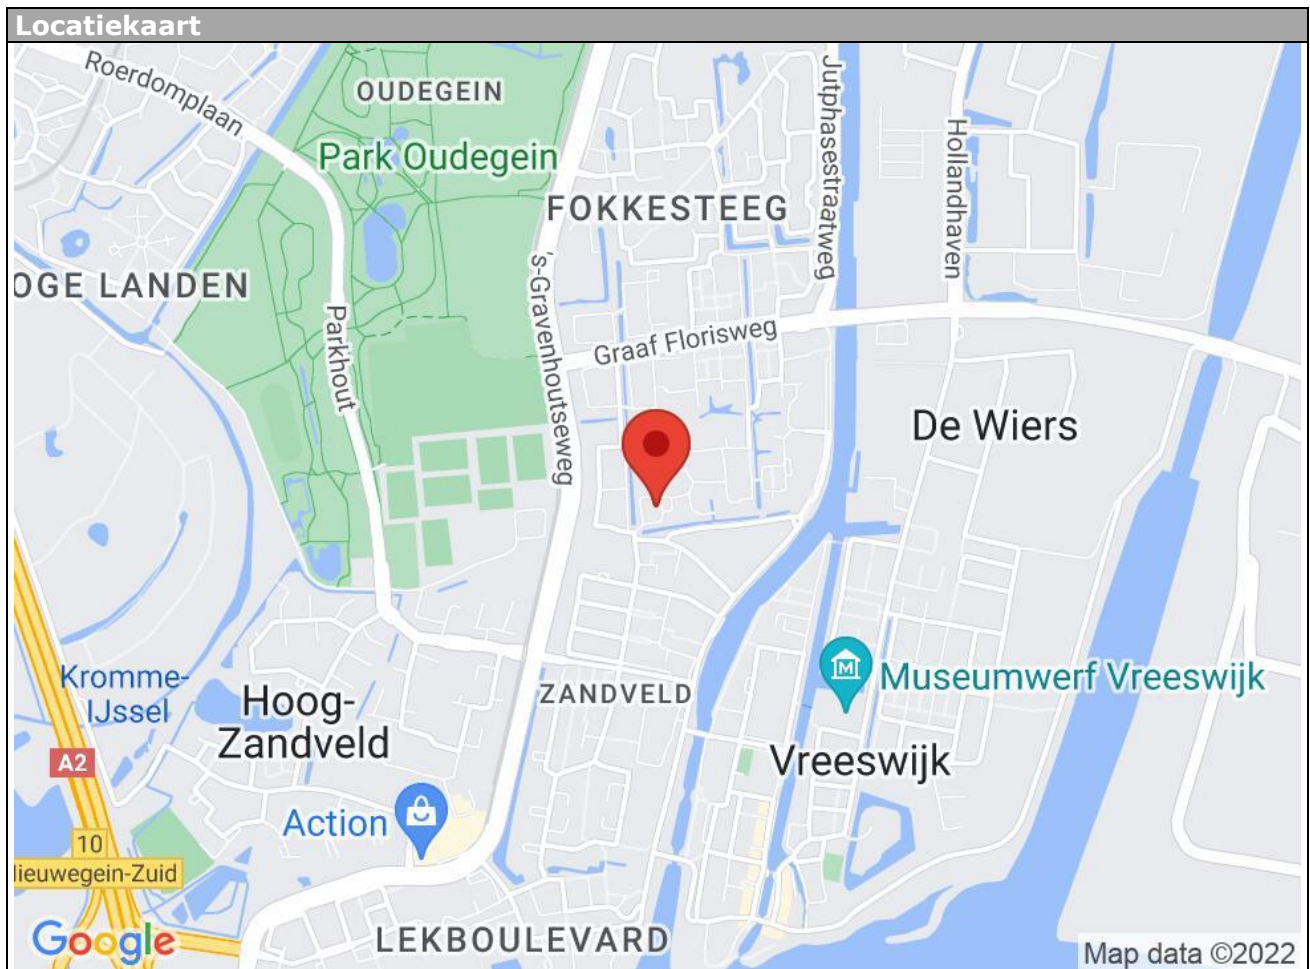 Locatiekaart
Roerdomplaan
OUDEGEIN
Park Oudegein
Jutphasestraatweg
Hollandhaven
FOKKESTEEG
OGE LANDEN
's-Gravenhoutseweg
Parkhout
Graaf Florisweg
De Wiers
Kromme-
IJssel
Hoog-
Zandveld
ZANDVELD
Museumwerf Vreeswijk
A2
Vreeswijk
Action
10
lieuwegein-Zuid
Google
LEKBOULEVARD
Map data ©2022